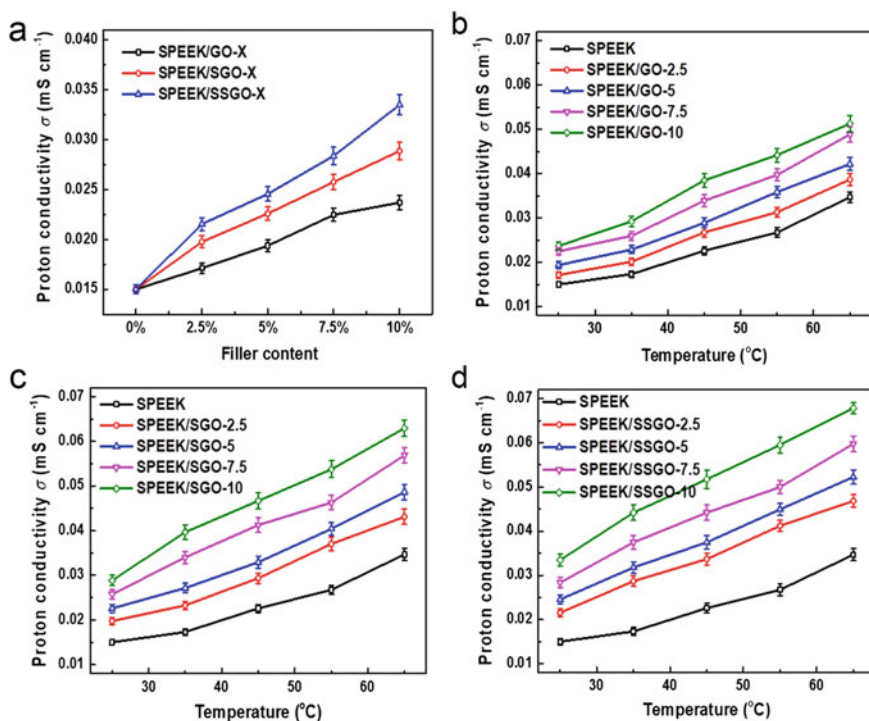 a
Proton conductivity σ (mS cm⁻¹)
0.040
0.035
0.030
0.025
0.020
0.015
SPEEK/GO-X
SPEEK/SGO-X
SPEEK/SSGO-X
0% 2.5% 5% 7.5% 10%
Filler content
b
Proton conductivity σ (mS cm⁻¹)
0.07
0.06
0.05
0.04
0.03
0.02
0.01
SPEEK
SPEEK/GO-2.5
SPEEK/GO-5
SPEEK/GO-7.5
SPEEK/GO-10
30 40 50 60
Temperature (°C)
c
Proton conductivity σ (mS cm⁻¹)
0.07
0.06
0.05
0.04
0.03
0.02
0.01
SPEEK
SPEEK/SGO-2.5
SPEEK/SGO-5
SPEEK/SGO-7.5
SPEEK/SGO-10
30 40 50 60
Temperature (°C)
d
Proton conductivity σ (mS cm⁻¹)
0.07
0.06
0.05
0.04
0.03
0.02
0.01
SPEEK
SPEEK/SSGO-2.5
SPEEK/SSGO-5
SPEEK/SSGO-7.5
SPEEK/SSGO-10
30 40 50 60
Temperature (°C)